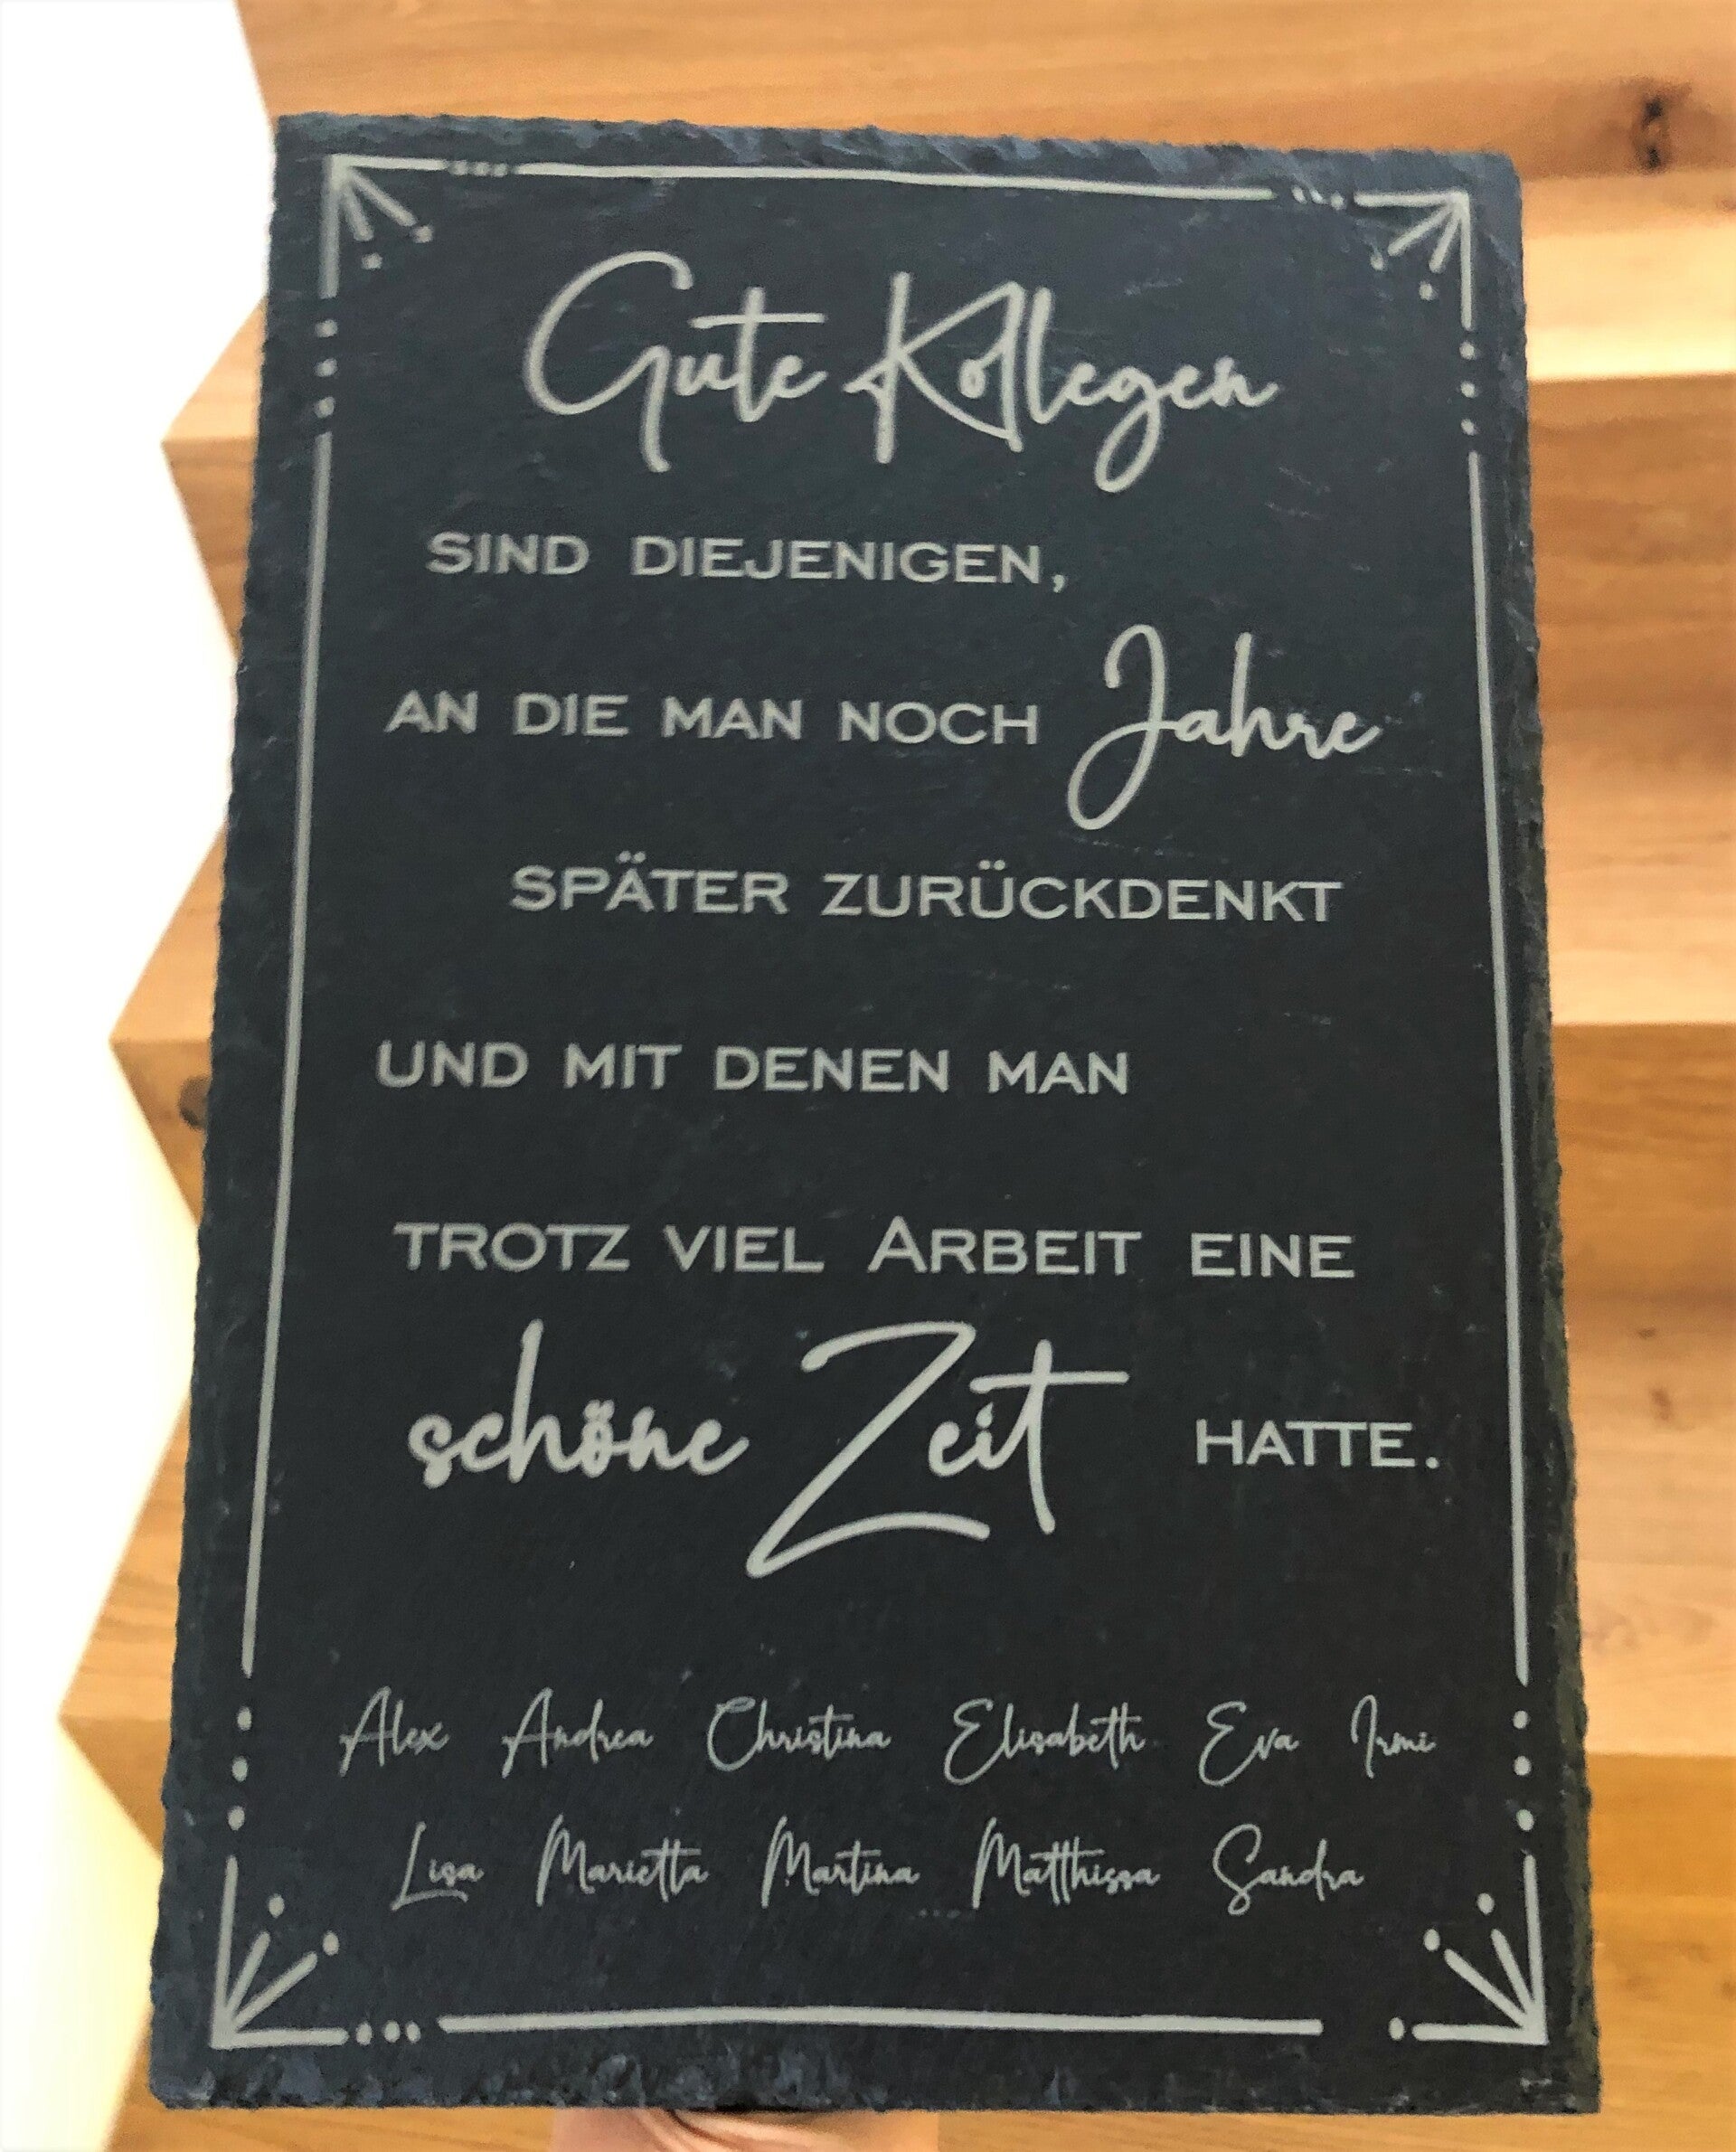 Gute Kollegen
SIND DIEJENIGEN,
AN DIE MAN NOCH Jahre
SPÄTER ZURÜCKDENKT
UND MIT DENEN MAN
TROTZ VIEL ARBEIT EINE
schöne Zeit HATTE.
Alex Andrea Christina Elisabeth Eva Irmi
Lisa Marietta Martina Matthissa Sandra